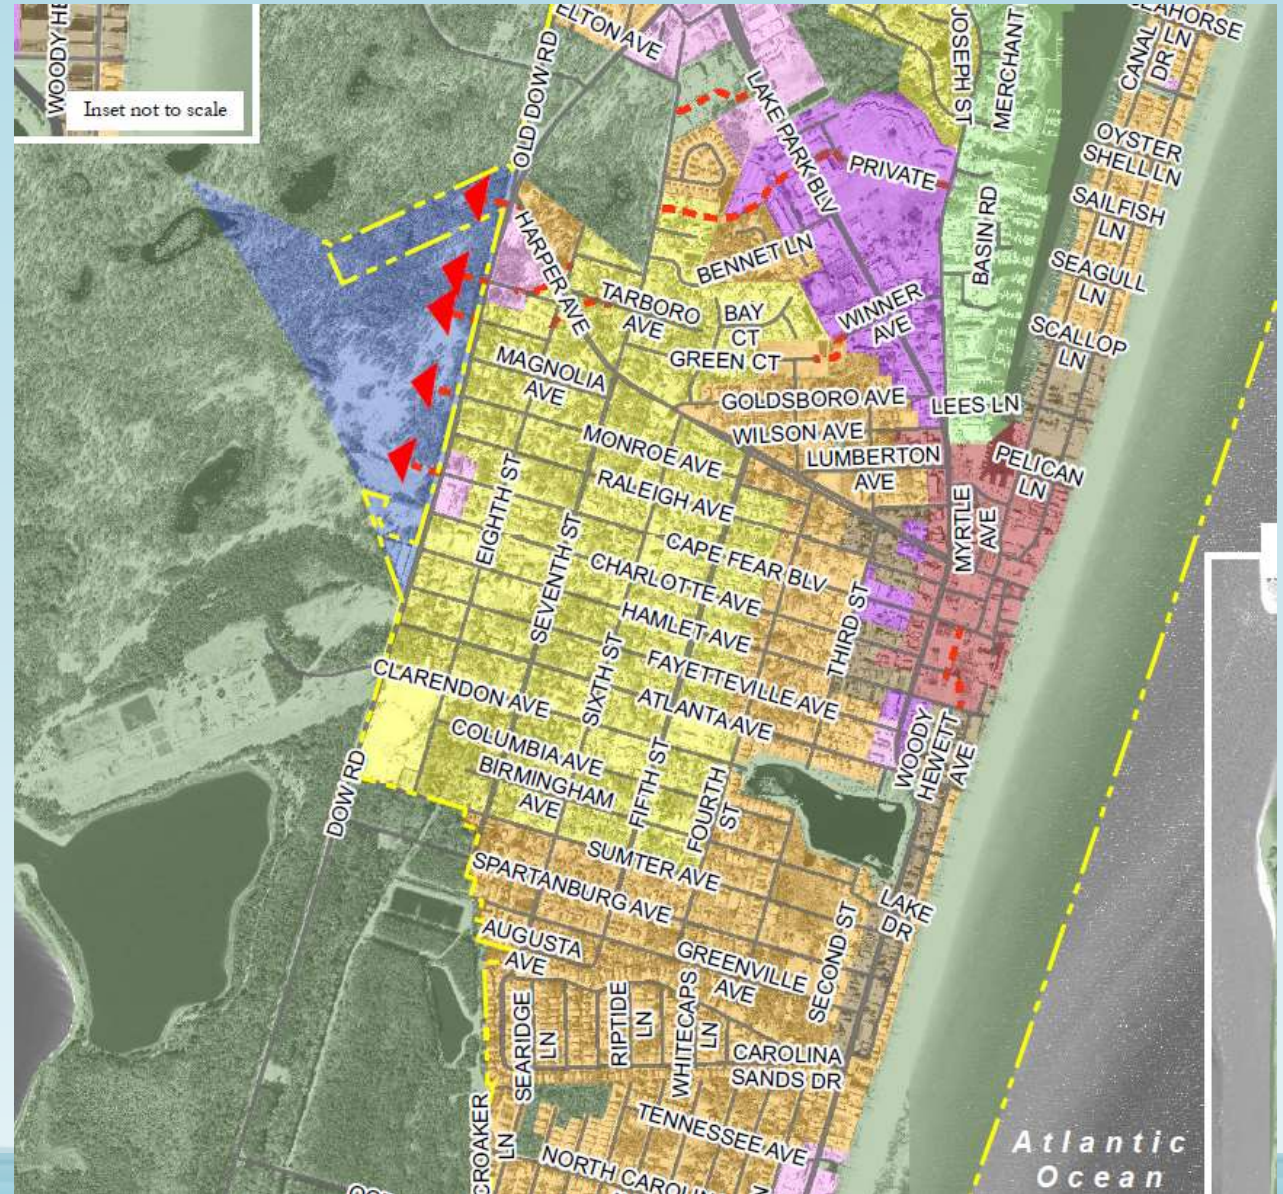 WOODY HE
Inset not to scale
ELTON AVE
OLD DOW RD
LAKE PARK BLV
JOSEPH ST
MERCHANT
CANAL
DR
EAHORSE
LN
OYSTER
SHELL LN
SAILFISH
LN
SEAGULL
LN
SCALLOP
LN
PRIVATE
BASIN RD
HARPER AVE
BENNET LN
TARBORO
AVE
BAY
CT
WINNER
AVE
GREEN CT
MAGNOLIA
AVE
GOLDSBORO AVE
LEES LN
WILSON AVE
MONROE AVE
LUMBERTON
AVE
PELICAN
LN
RALEIGH AVE
MYRTLE
AVE
EIGHTH ST
SEVENTH ST
CAPE FEAR BLV
CHARLOTTE AVE
HAMLET AVE
THIRD ST
SIXTH ST
FAYETTEVILLE AVE
CLARENDON AVE
ATLANTA AVE
WOODY
HEWETT
AVE
COLUMBIA AVE
BIRMINGHAM
AVE
FIFTH ST
FOURTH
ST
DOW RD
SUMTER AVE
SPARTANBURG AVE
LAKE
DR
AUGUSTA
AVE
GREENVILLE
AVE
SECOND ST
SEARIDGE
LN
RIPTIDE
LN
WHITECAPS
LN
CAROLINA
SANDS DR
CROAKER
LN
TENNESSEE AVE
NORTH CAROLIN
Atlantic
Ocean